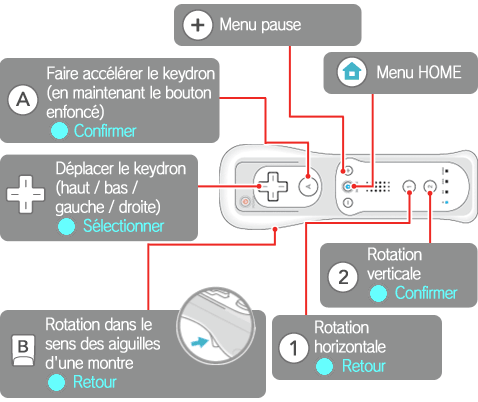 + Menu pause
Menu HOME
A
Faire accélérer le keydron
(en maintenant le bouton
enfoncé)
Confirmer
Déplacer le keydron
(haut / bas /
gauche / droite)
Sélectionner
2
Rotation
verticale
Confirmer
B
Rotation dans le
sens des aiguilles
d'une montre
Retour
1
Rotation
horizontale
Retour